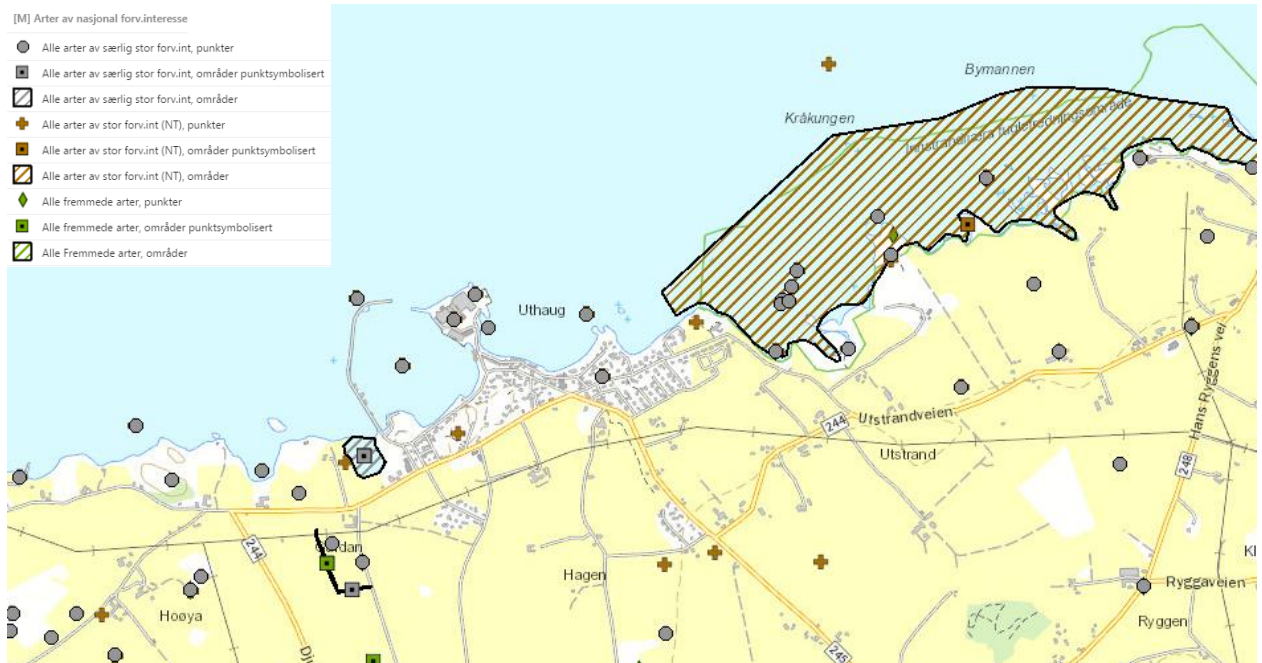 [M] Arter av nasjonal forv.interesse
Alle arter av særlig stor forv.int, punkter
Alle arter av særlig stor forv.int, områder punktsymbolisert
Alle arter av særlig stor forv.int, områder
Alle arter av stor forv.int (NT), punkter
Alle arter av stor forv.int (NT), områder punktsymbolisert
Alle arter av stor forv.int (NT), områder
Alle fremmede arter, punkter
Alle fremmede arter, områder punktsymbolisert
Alle Fremmede arter, områder
Bymannen
Kråkungen
Innstrandfjæra fuglefredningsområde
Uthaug
Utstrandveien
244
Utstrand
Hans Ryggens vei
248
244
Hagen
Hoøya
Ryggaveien
Ryggen
Kl
245